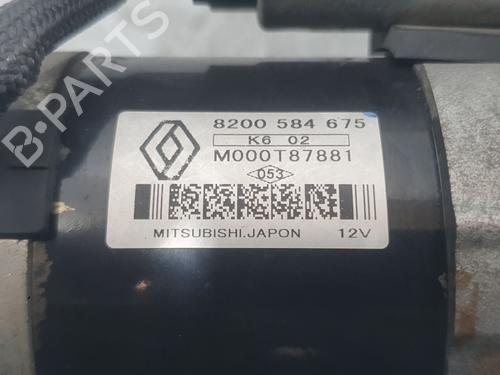 8200 584 675
K6 02
M000T87881
053
MITSUBISHI.JAPON 12V
B-PARTS